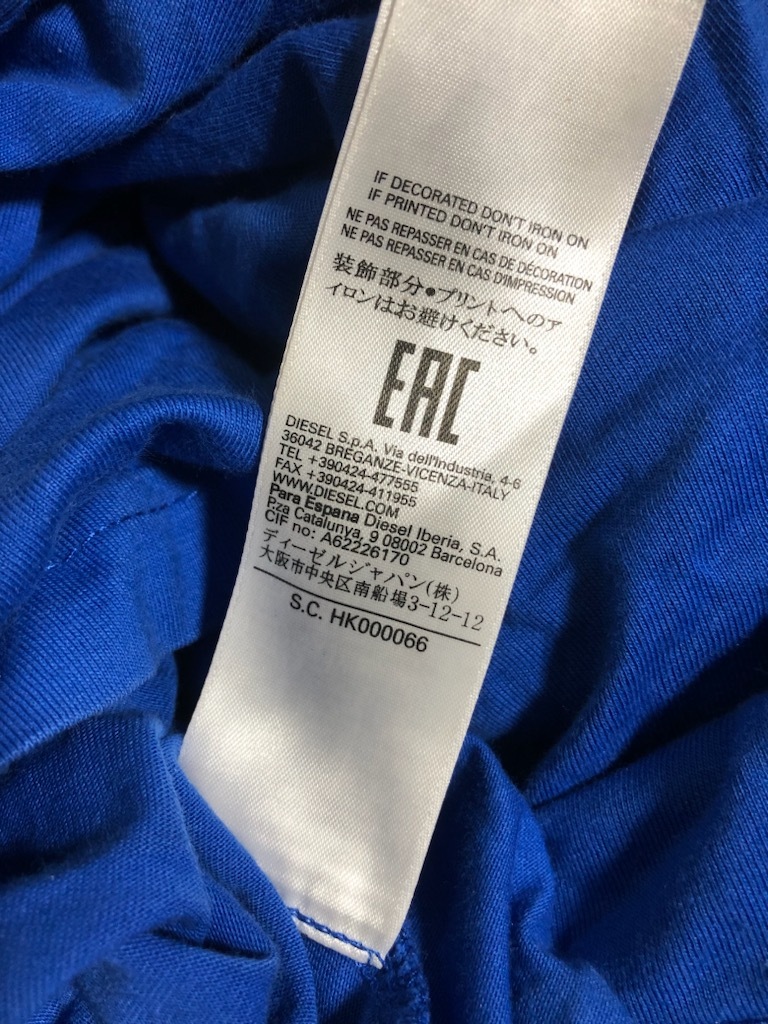 IF DECORATED DON'T IRON ON
IF PRINTED DON'T IRON ON
NE PAS REPASSER EN CAS DE DÉCORATION
NE PAS REPASSER EN CAS D'IMPRESSION
装飾部分●プリントへのア
イロンはお避けください。
EAC
DIESEL S.p.A. Via dell'Industria, 4-6
36042 BREGANZE-VICENZA-ITALY
TEL +390424-477555
FAX +390424-411955
WWW.DIESEL.COM
Para Espana Diesel Iberia, S.A.
P.za Catalunya, 9 08002 Barcelona
CIF no: A62226170
ディーゼルジャパン(株)
大阪市中央区南船場3-12-12
S.C. HK000066